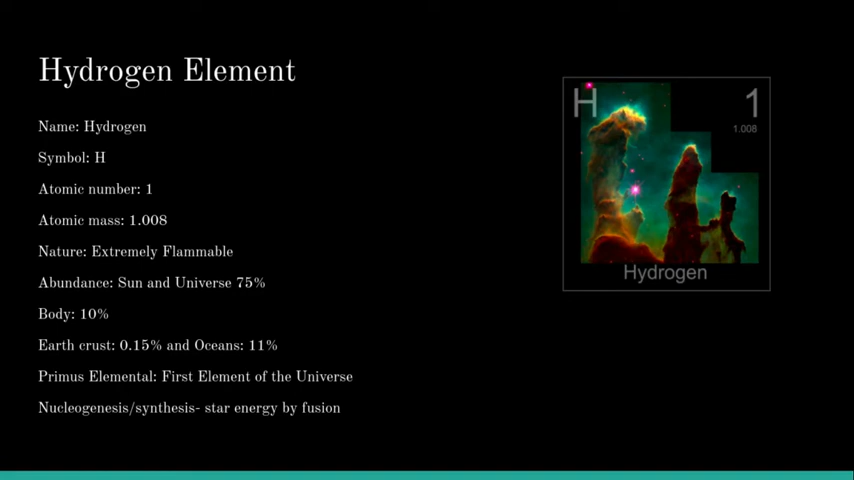 Hydrogen Element
Name: Hydrogen
Symbol: H
Atomic number: 1
Atomic mass: 1.008
Nature: Extremely Flammable
Abundance: Sun and Universe 75%
Body: 10%
Earth crust: 0.15% and Oceans: 11%
Primus Elemental: First Element of the Universe
Nucleogenesis/synthesis- star energy by fusion
H 1
1.008
Hydrogen